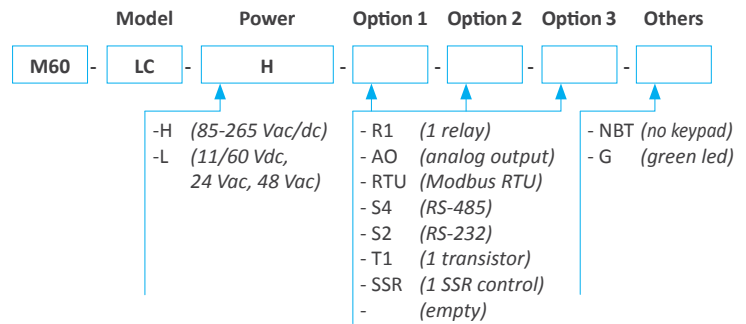 Model Power Option 1 Option 2 Option 3 Others
M60 - LC - H - - - -
-H (85-265 Vac/dc)
-L (11/60 Vdc,
24 Vac, 48 Vac)
- R1 (1 relay)
- AO (analog output)
- RTU (Modbus RTU)
- S4 (RS-485)
- S2 (RS-232)
- T1 (1 transistor)
- SSR (1 SSR control)
- (empty)
- NBT (no keypad)
- G (green led)